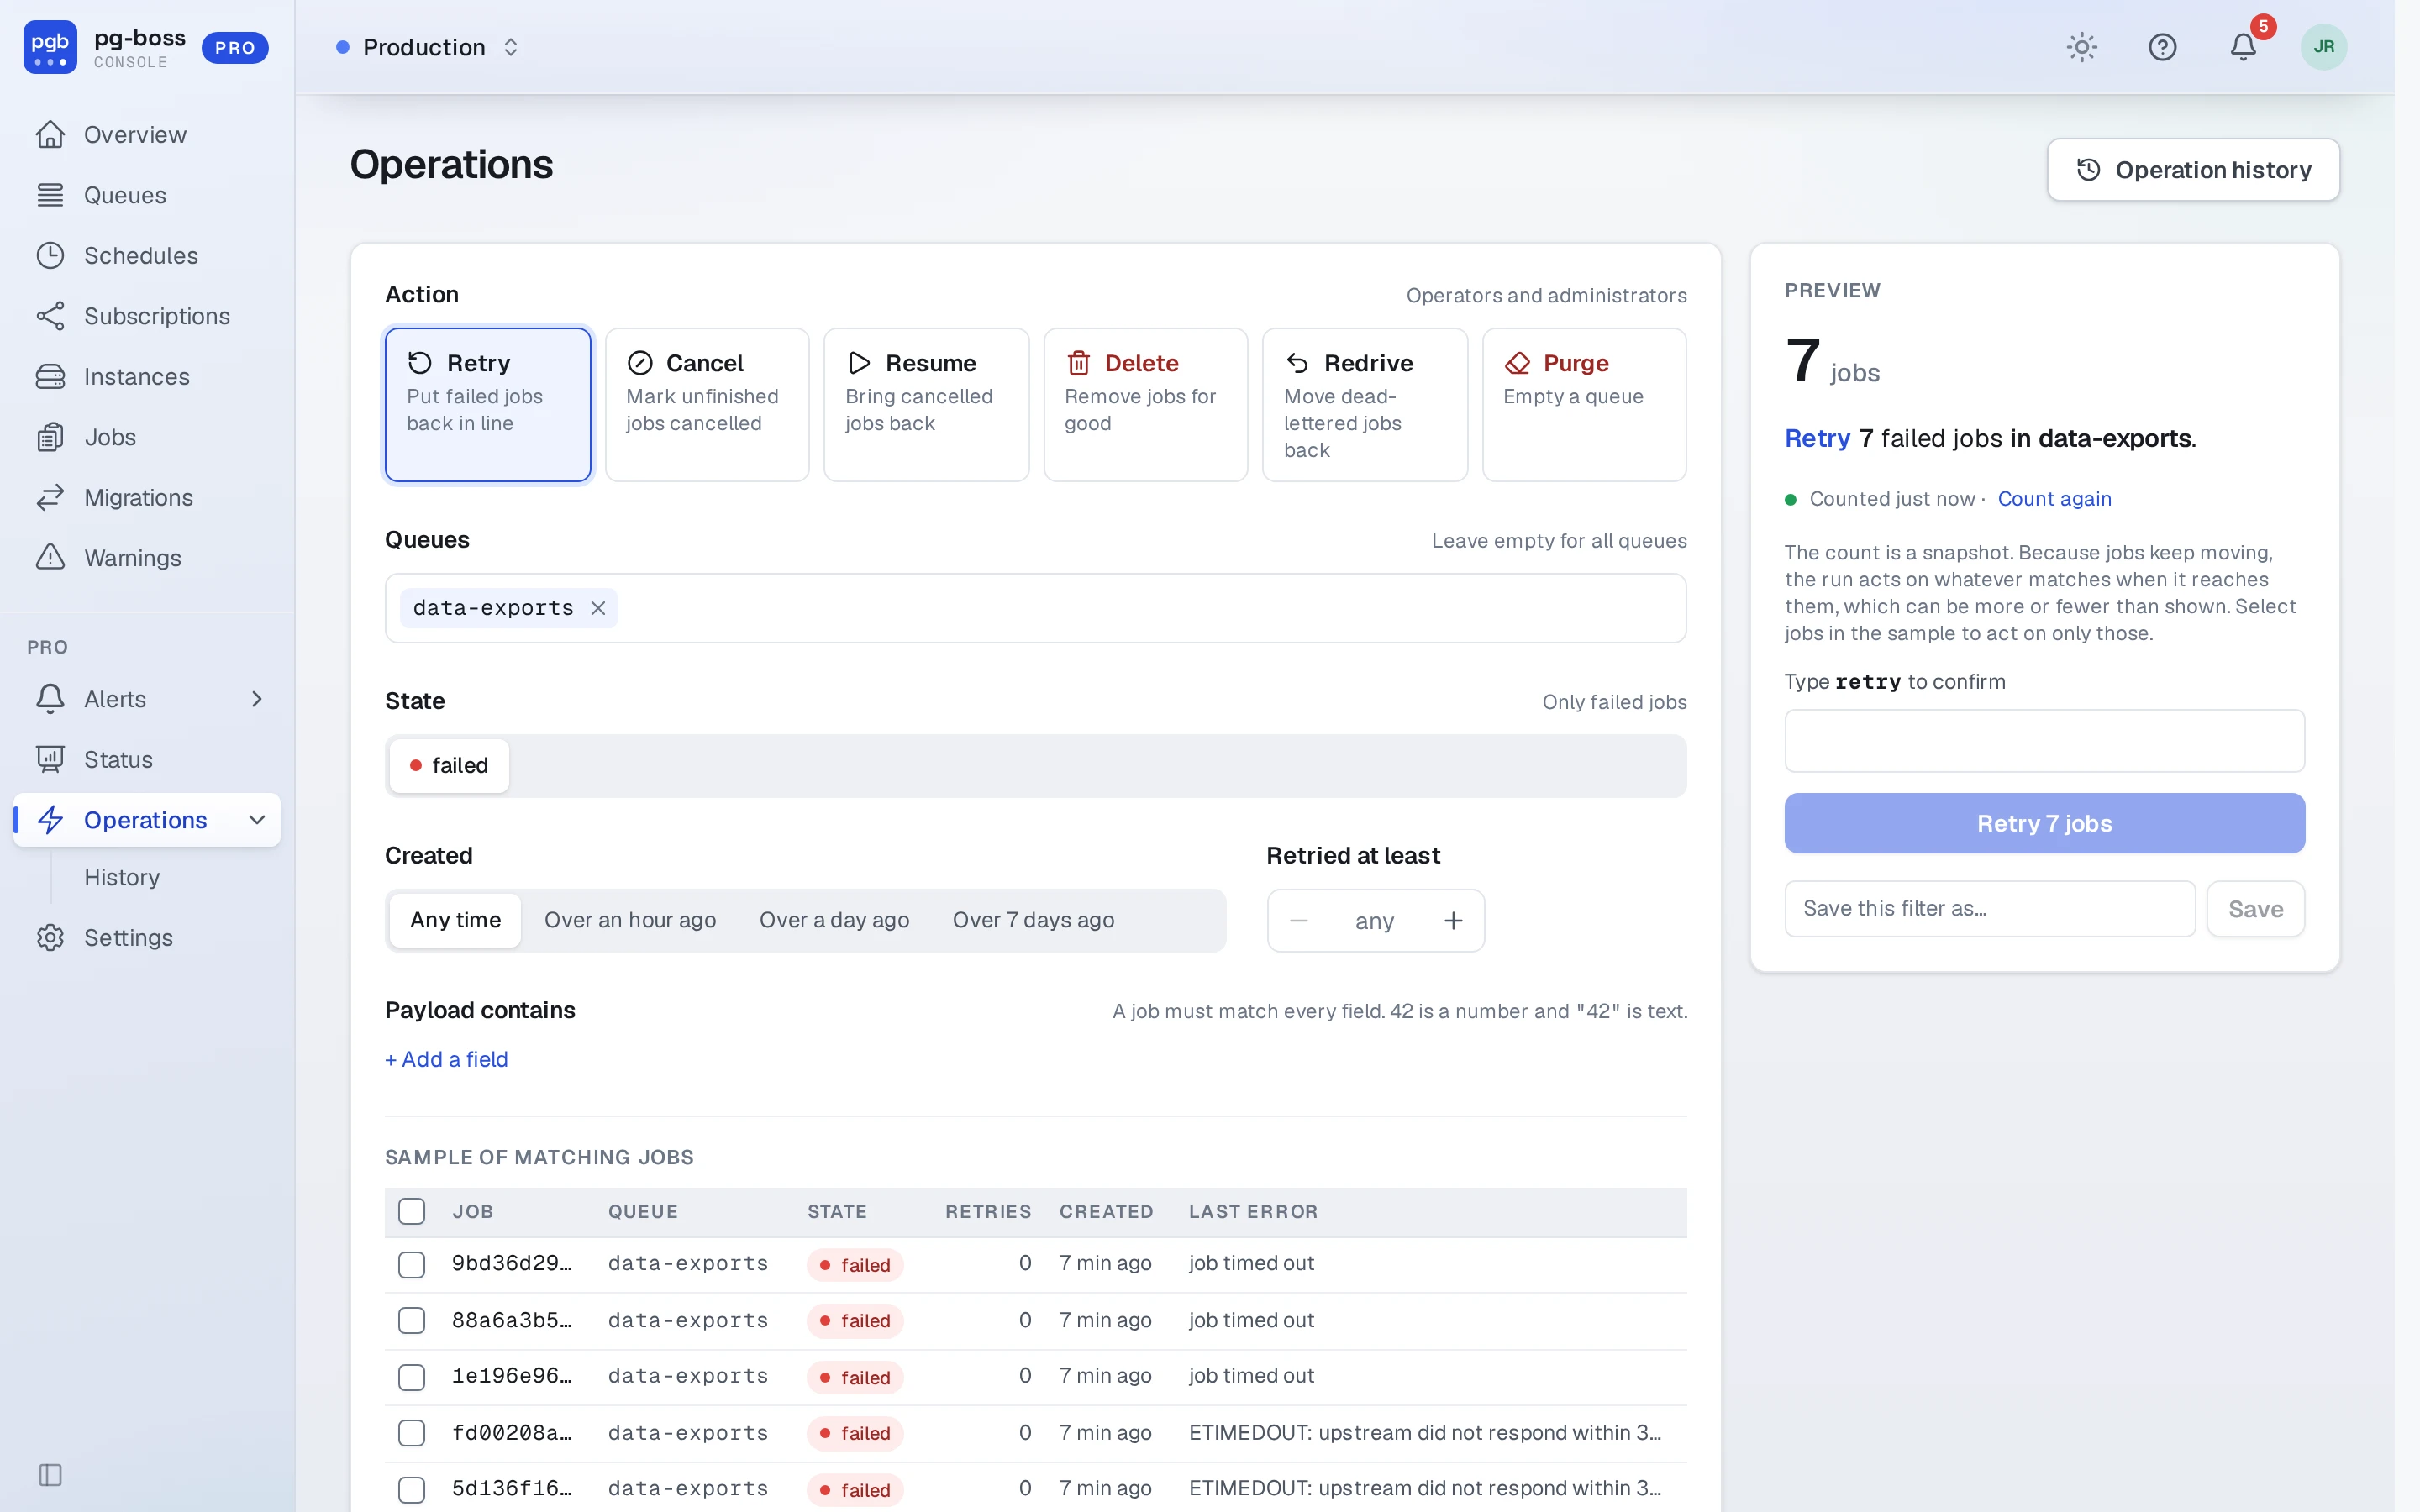 pgb
pg-boss
CONSOLE
PRO
Production
5
JR
Overview
Queues
Schedules
Subscriptions
Instances
Jobs
Migrations
Warnings
PRO
Alerts
Status
Operations
History
Settings
Operations
Operation history
Action
Operators and administrators
Retry
Put failed jobs
back in line
Cancel
Mark unfinished
jobs cancelled
Resume
Bring cancelled
jobs back
Delete
Remove jobs for
good
Redrive
Move dead-
lettered jobs
back
Purge
Empty a queue
Queues
Leave empty for all queues
data-exports
State
Only failed jobs
failed
Created
Any time
Over an hour ago
Over a day ago
Over 7 days ago
Retried at least
any
Payload contains
A job must match every field. 42 is a number and "42" is text.
+ Add a field
SAMPLE OF MATCHING JOBS
JOB QUEUE STATE RETRIES CREATED LAST ERROR
9bd36d29… data-exports failed 0 7 min ago job timed out
88a6a3b5… data-exports failed 0 7 min ago job timed out
1e196e96… data-exports failed 0 7 min ago job timed out
fd00208a… data-exports failed 0 7 min ago ETIMEDOUT: upstream did not respond within 3…
5d136f16… data-exports failed 0 7 min ago ETIMEDOUT: upstream did not respond within 3…
PREVIEW
7 jobs
Retry 7 failed jobs in data-exports.
Counted just now · Count again
The count is a snapshot. Because jobs keep moving,
the run acts on whatever matches when it reaches
them, which can be more or fewer than shown. Select
jobs in the sample to act on only those.
Type retry to confirm
Retry 7 jobs
Save this filter as…
Save